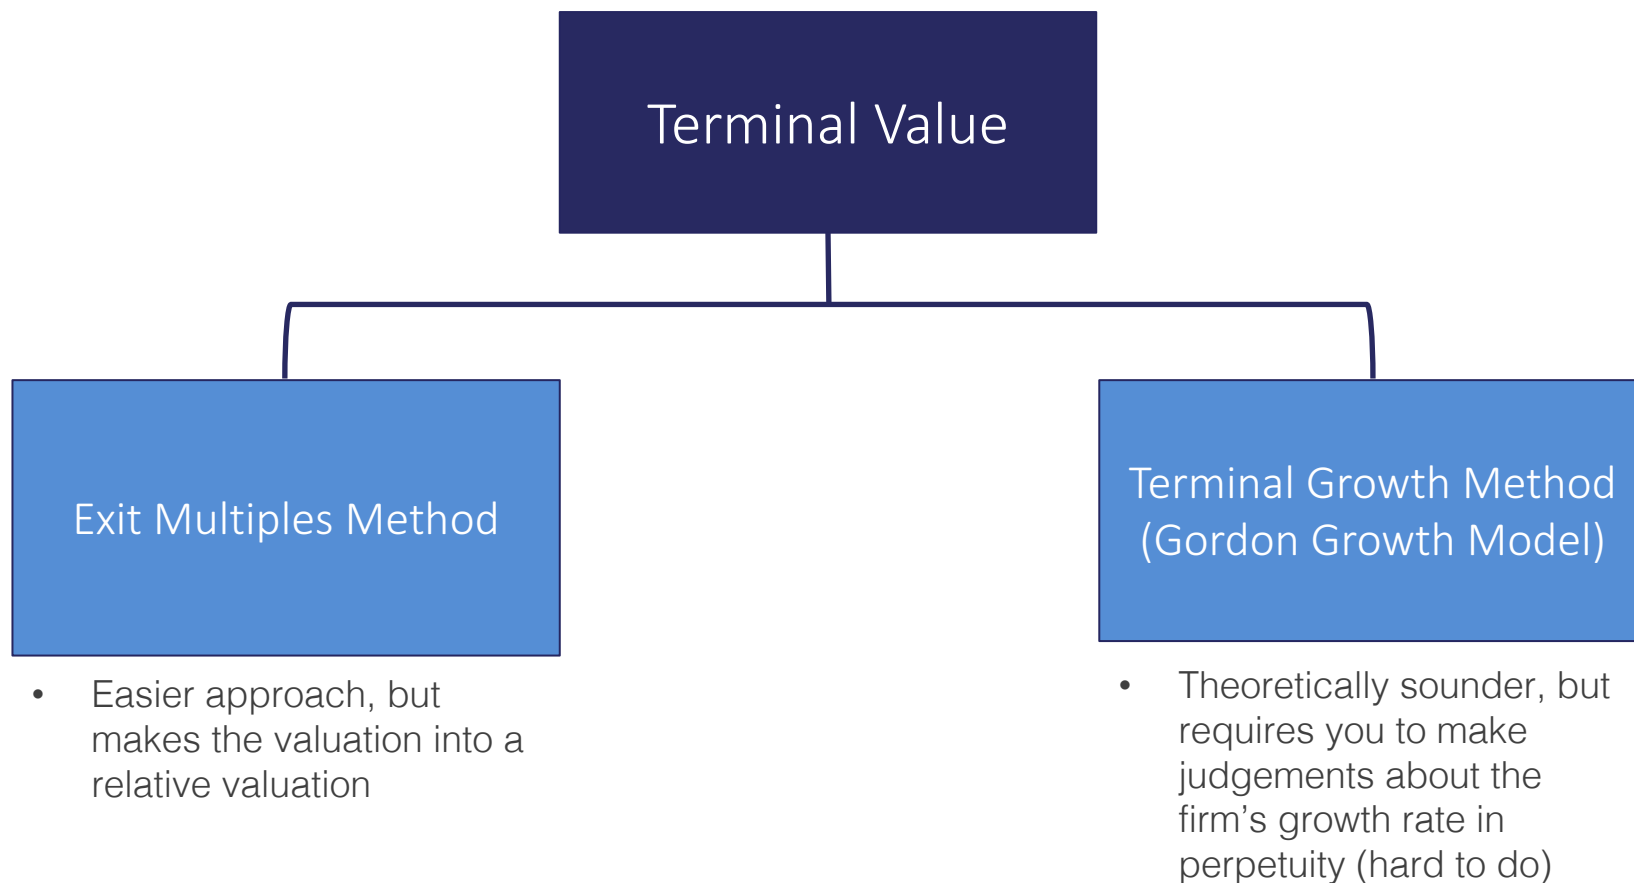 Terminal Value
Exit Multiples Method
• Easier approach, but
makes the valuation into a
relative valuation
Terminal Growth Method
(Gordon Growth Model)
• Theoretically sounder, but
requires you to make
judgements about the
firm’s growth rate in
perpetuity (hard to do)